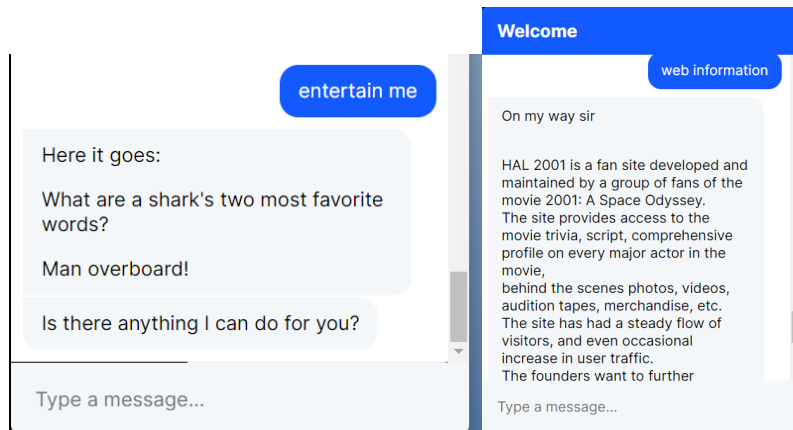 entertain me
Here it goes:
What are a shark's two most favorite
words?
Man overboard!
Is there anything I can do for you?
Type a message...
Welcome
web information
On my way sir
HAL 2001 is a fan site developed and
maintained by a group of fans of the
movie 2001: A Space Odyssey.
The site provides access to the
movie trivia, script, comprehensive
profile on every major actor in the
movie,
behind the scenes photos, videos,
audition tapes, merchandise, etc.
The site has had a steady flow of
visitors, and even occasional
increase in user traffic.
The founders want to further
Type a message...